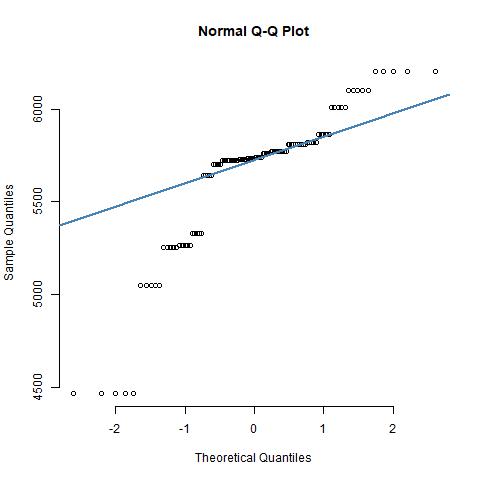 Normal Q-Q Plot
6000
5500
5000
4500
Sample Quantiles
-2 -1 0 1 2
Theoretical Quantiles